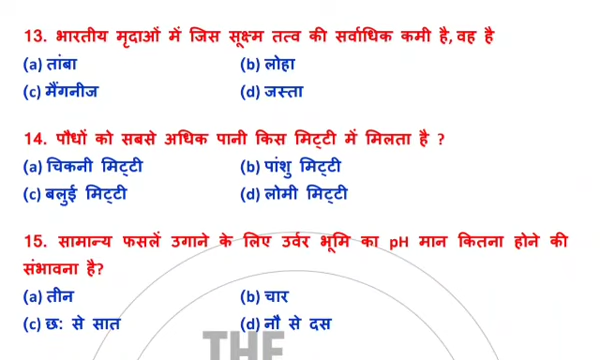 13. भारतीय मृदाओं में जिस सूक्ष्म तत्व की सर्वाधिक कमी है, वह है
(a) तांबा (b) लोहा
(c) मैंगनीज (d) जस्ता
14. पौधों को सबसे अधिक पानी किस मिट्टी में मिलता है ?
(a) चिकनी मिट्टी (b) पांशु मिट्टी
(c) बलुई मिट्टी (d) लोमी मिट्टी
15. सामान्य फसलें उगाने के लिए उर्वर भूमि का pH मान कितना होने की
संभावना है?
(a) तीन (b) चार
(c) छ: से सात (d) नौ से दस
THE